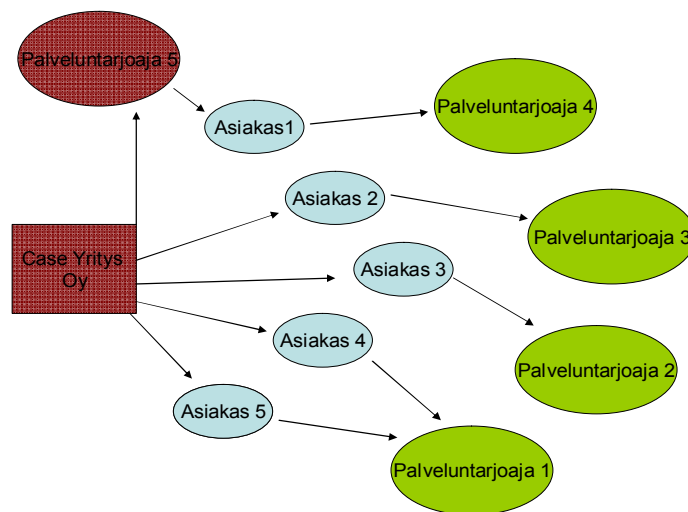 Palveluntarjoaja 5
Asiakas1
Palveluntarjoaja 4
Asiakas 2
Palveluntarjoaja 3
Case Yritys
Oy
Asiakas 3
Asiakas 4
Palveluntarjoaja 2
Asiakas 5
Palveluntarjoaja 1